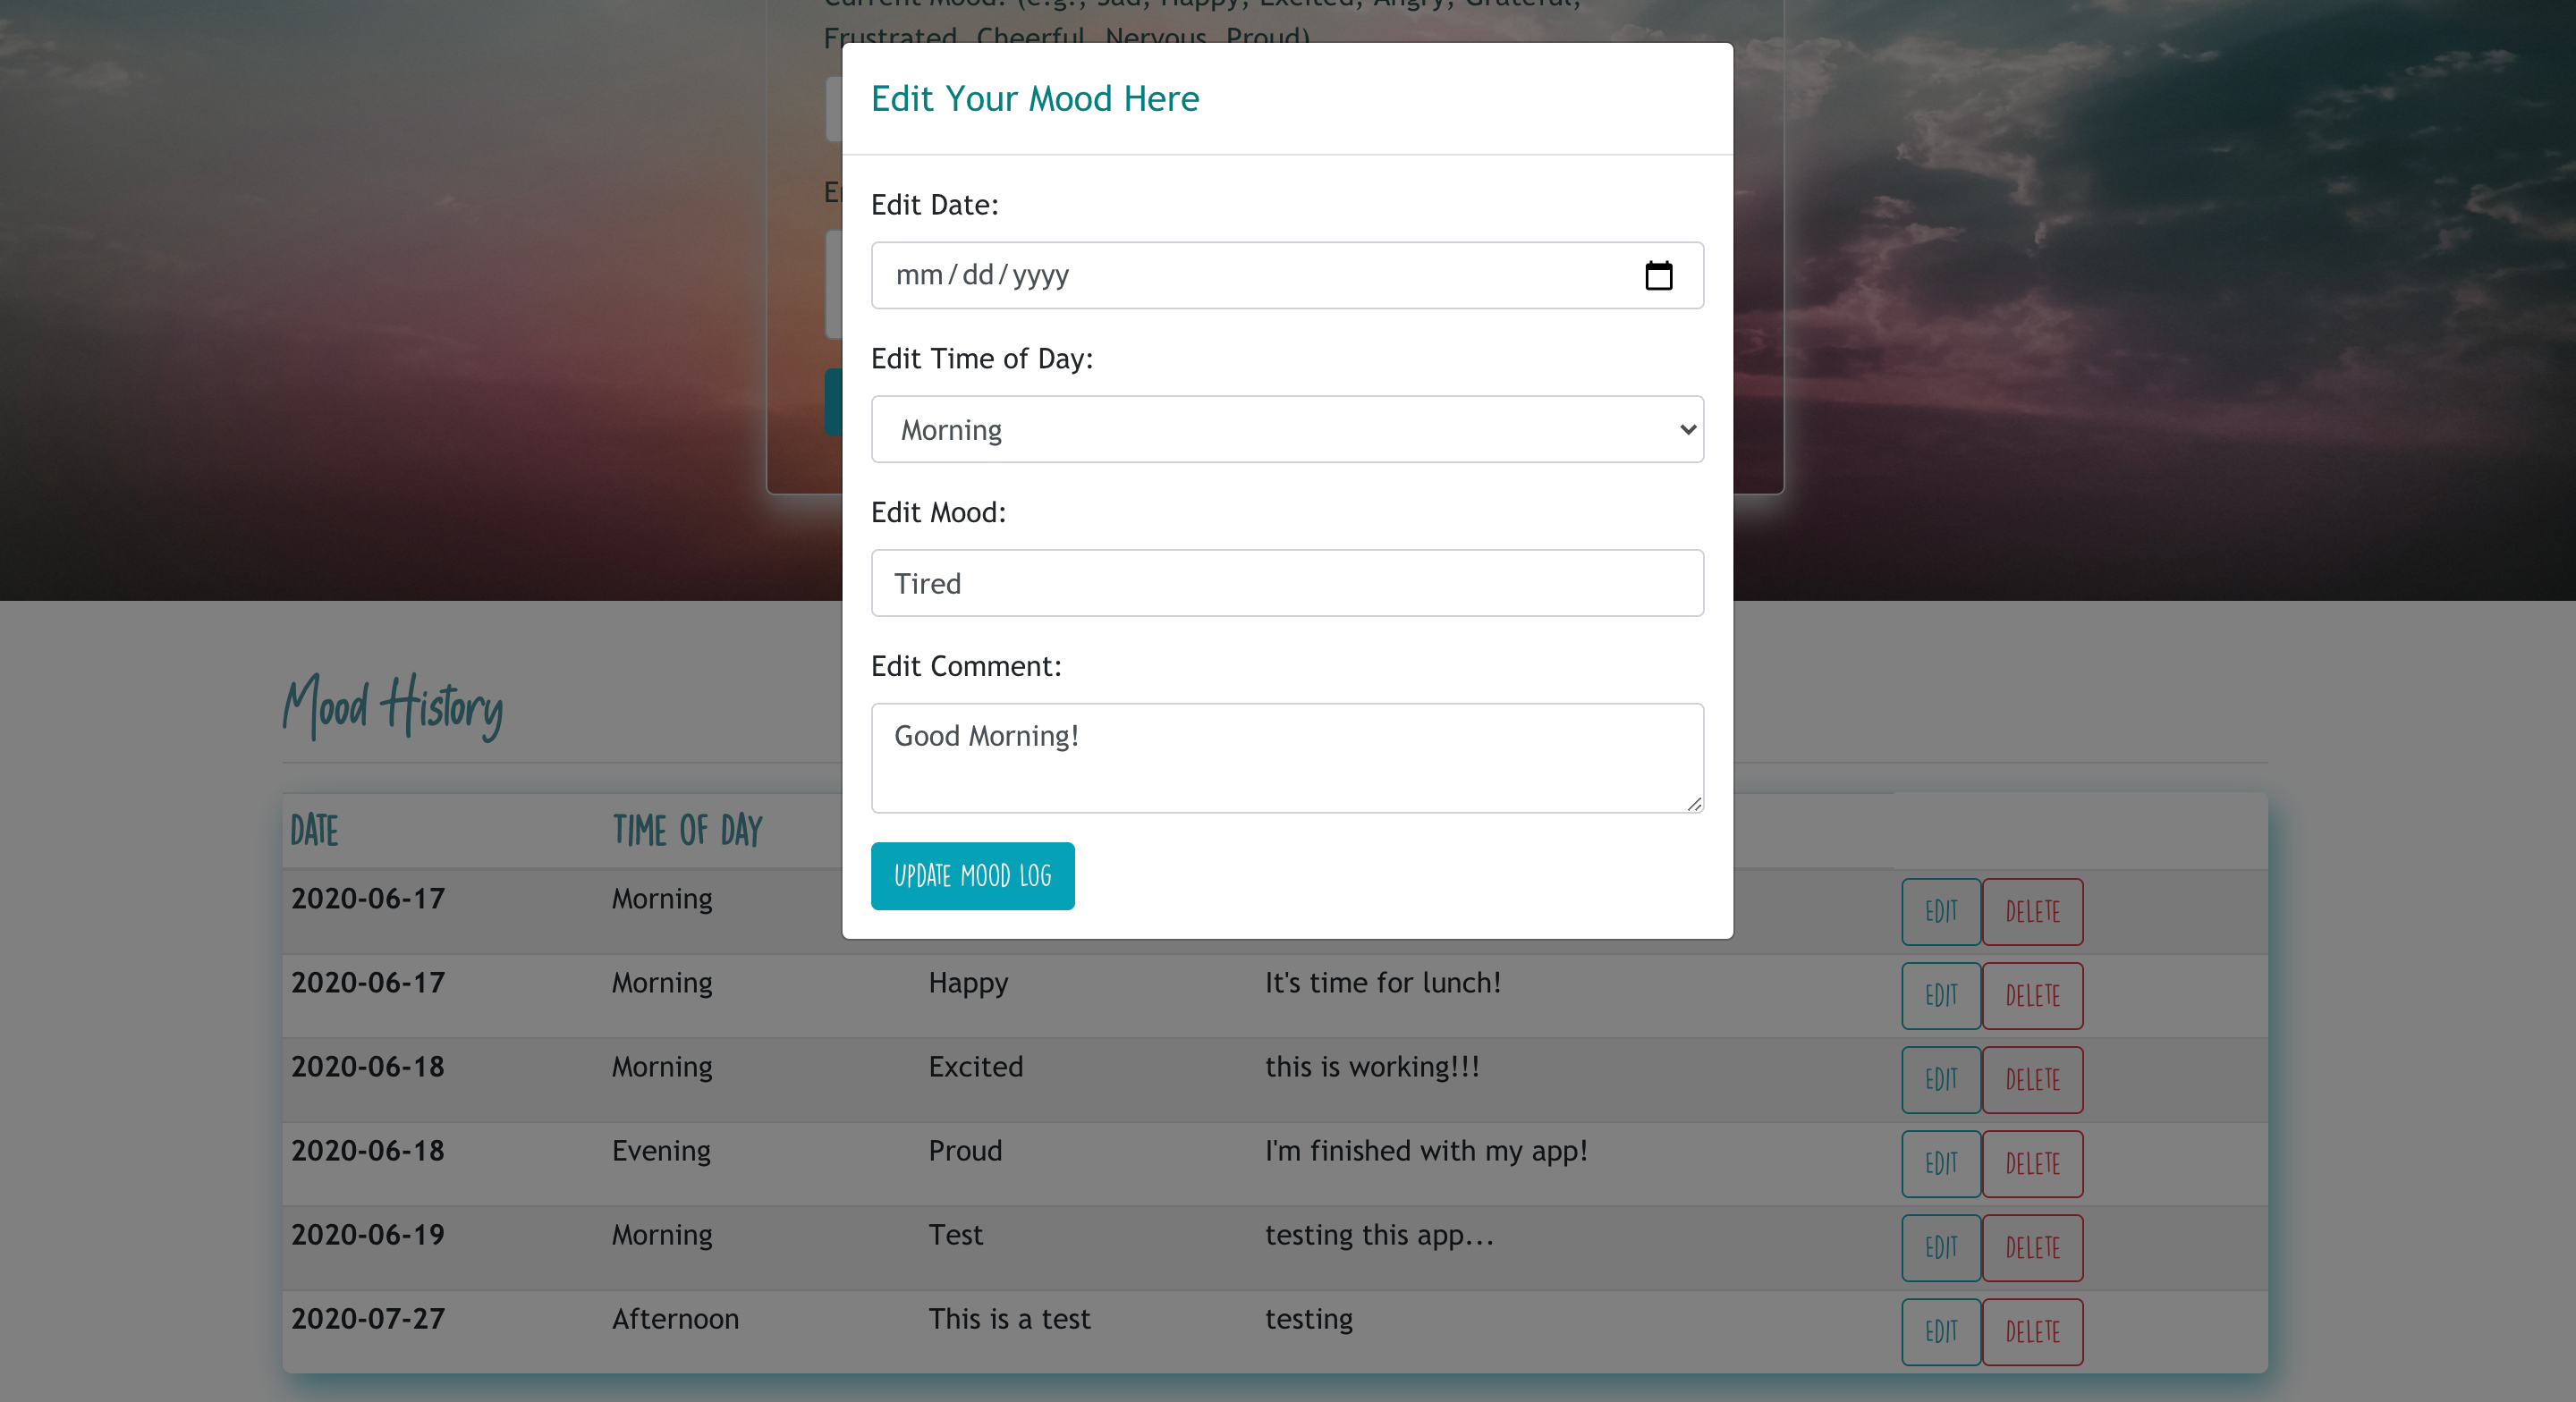 Current Mood: (e.g., Sad, Happy, Excited, Angry, Grateful,
Frustrated, Cheerful, Nervous, Proud)
Edit Your Mood Here
Edit Date:
mm/dd/yyyy
Edit Time of Day:
Morning
Edit Mood:
Tired
Edit Comment:
Good Morning!
UPDATE MOOD LOG
Mood History
DATE TIME OF DAY
2020-06-17 Morning EDIT DELETE
2020-06-17 Morning Happy It's time for lunch! EDIT DELETE
2020-06-18 Morning Excited this is working!!! EDIT DELETE
2020-06-18 Evening Proud I'm finished with my app! EDIT DELETE
2020-06-19 Morning Test testing this app... EDIT DELETE
2020-07-27 Afternoon This is a test testing EDIT DELETE